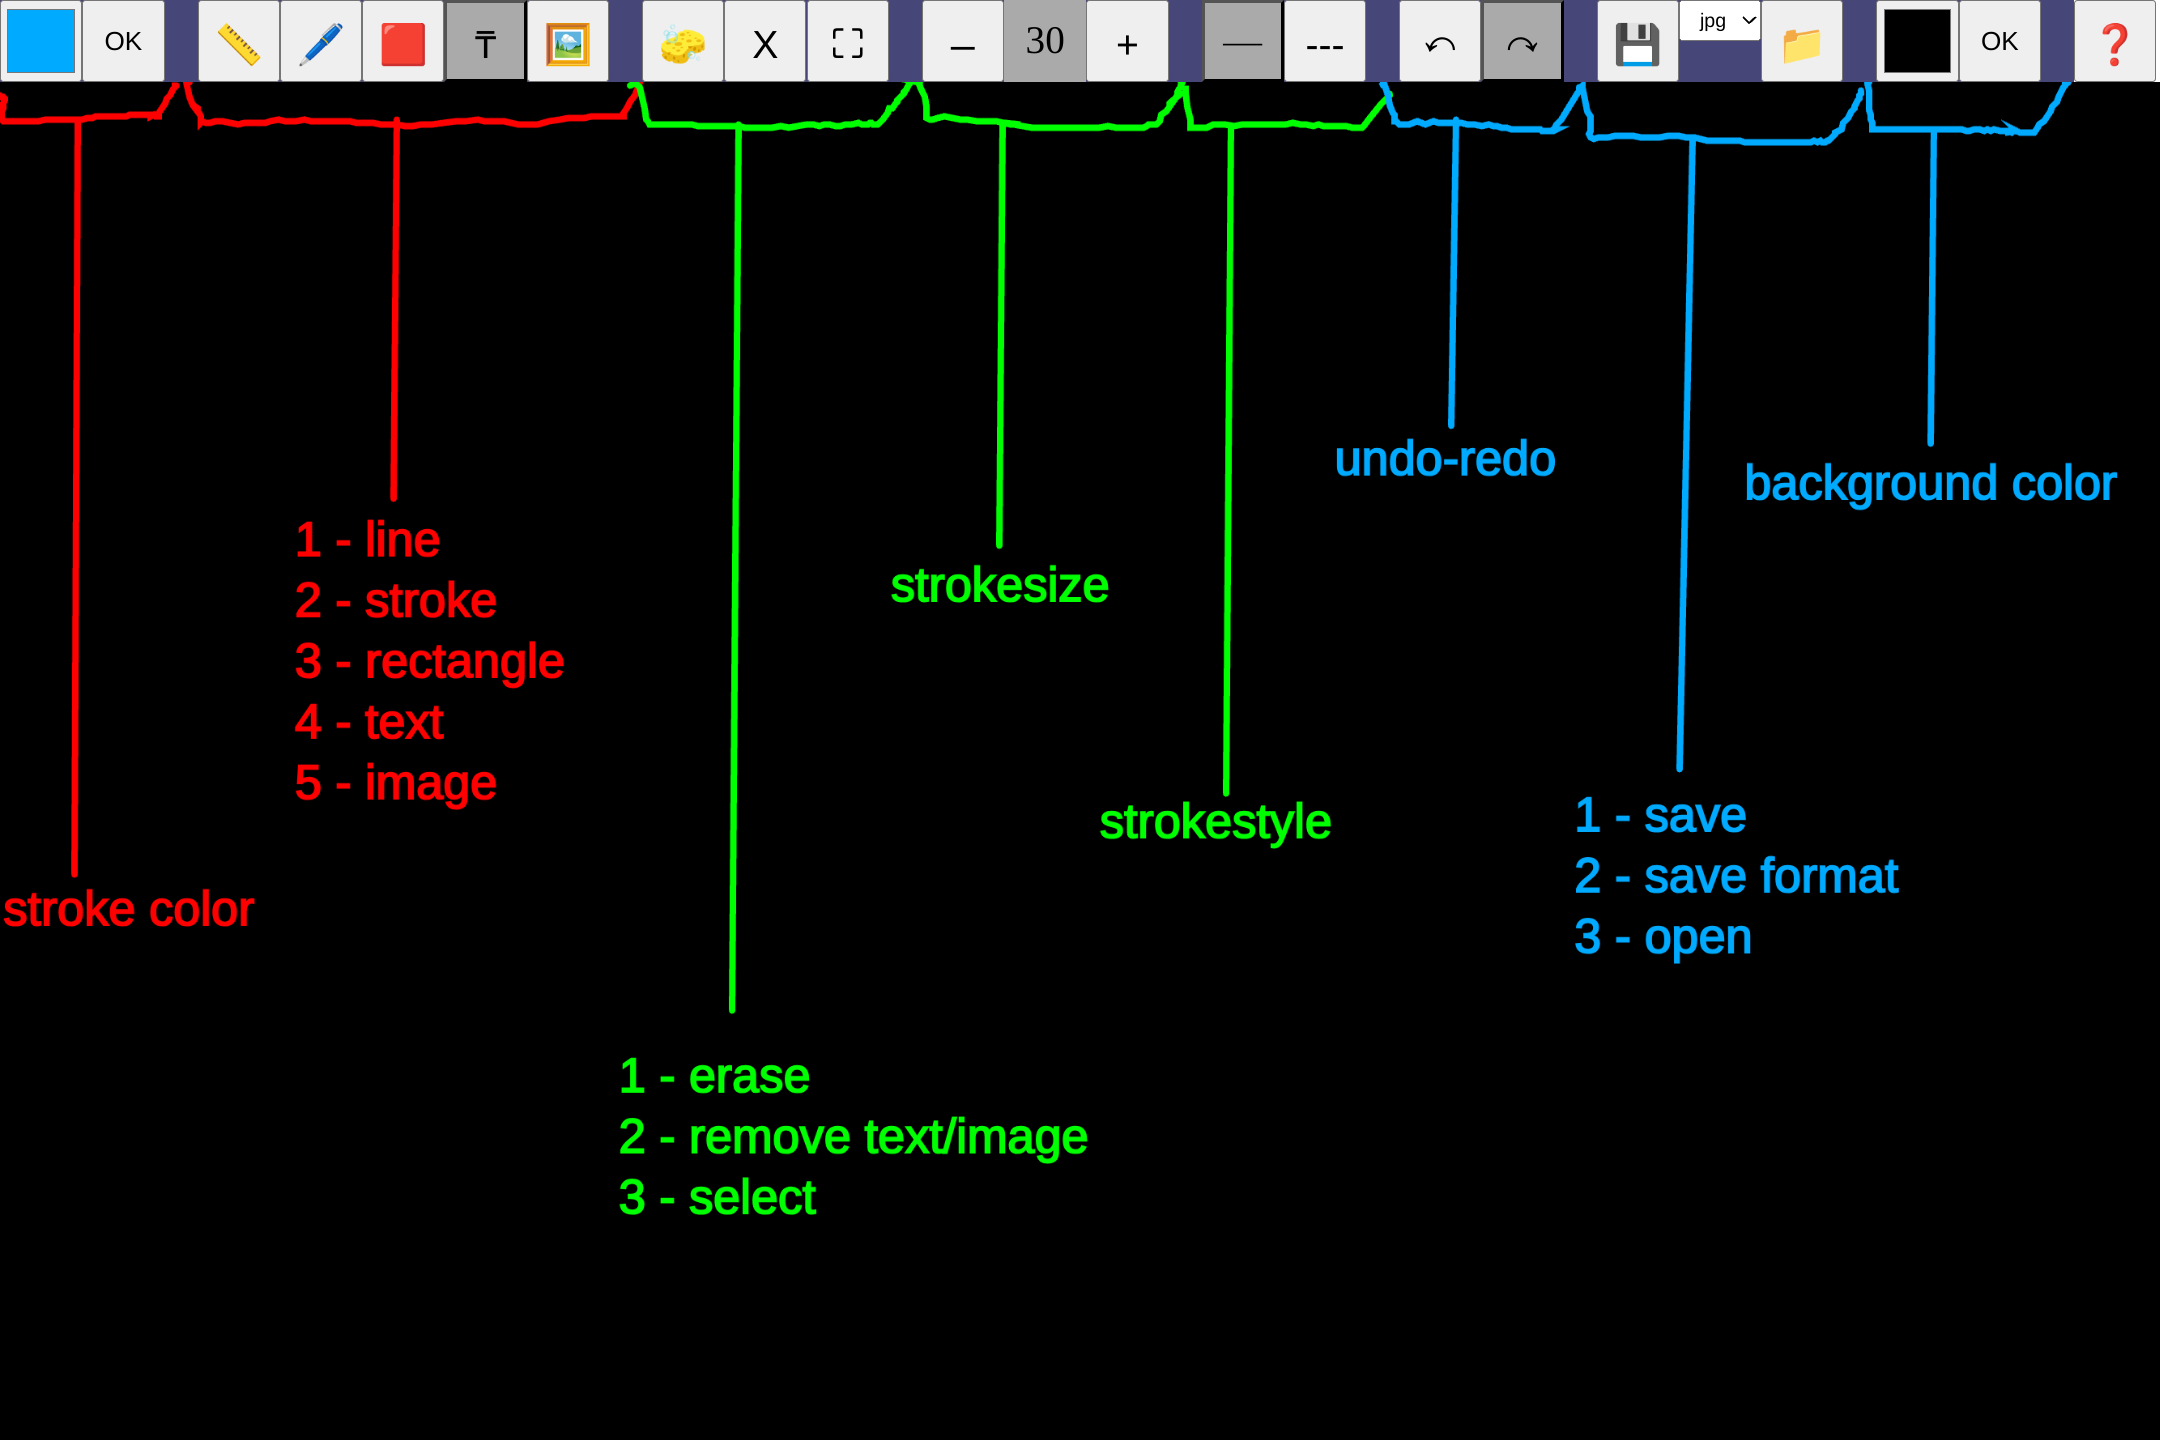 OK
T
X
–
30
+
---
jpg
OK
undo-redo
background color
1 - line
2 - stroke
3 - rectangle
4 - text
5 - image
strokesize
strokestyle
1 - save
2 - save format
3 - open
stroke color
1 - erase
2 - remove text/image
3 - select